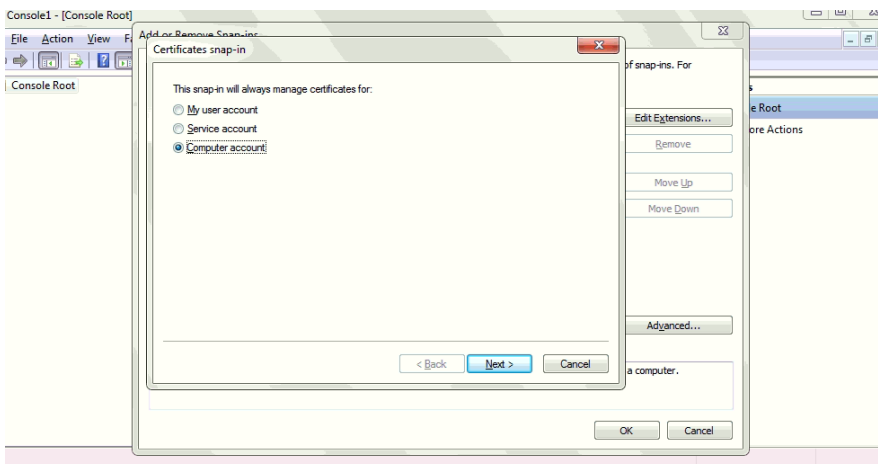 Console1 - [Console Root]
File Action View Fa
Console Root
Add or Remove Snap-ins
Certificates snap-in
This snap-in will always manage certificates for:
My user account
Service account
Computer account
< Back Next > Cancel
of snap-ins. For
Edit Extensions...
Remove
Move Up
Move Down
Advanced...
a computer.
OK Cancel
s
e Root
ore Actions